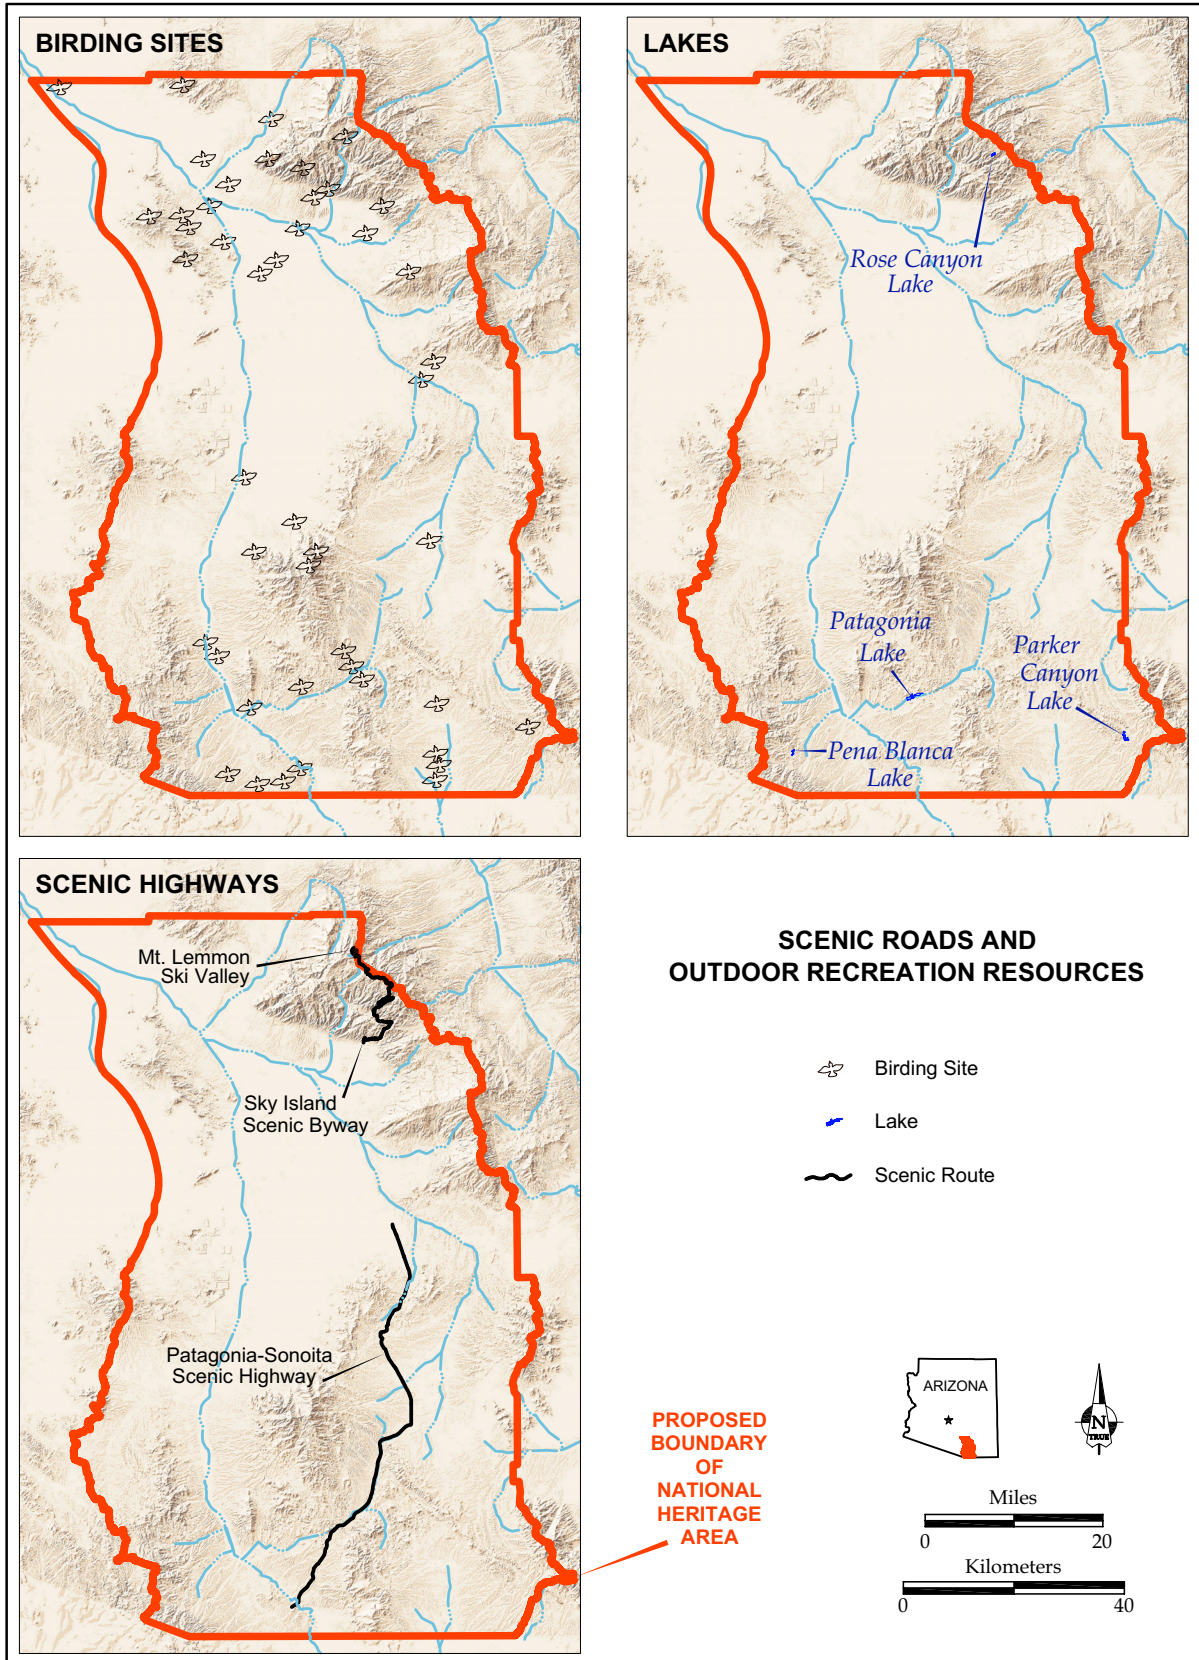 BIRDING SITES
LAKES
Rose Canyon
Lake
Patagonia
Lake
Parker
Canyon
Lake
Pena Blanca
Lake
SCENIC HIGHWAYS
Mt. Lemmon
Ski Valley
Sky Island
Scenic Byway
Patagonia-Sonoita
Scenic Highway
SCENIC ROADS AND
OUTDOOR RECREATION RESOURCES
Birding Site
Lake
Scenic Route
PROPOSED
BOUNDARY
OF
NATIONAL
HERITAGE
AREA
ARIZONA
N
TRUE
Miles
0 20
Kilometers
0 40